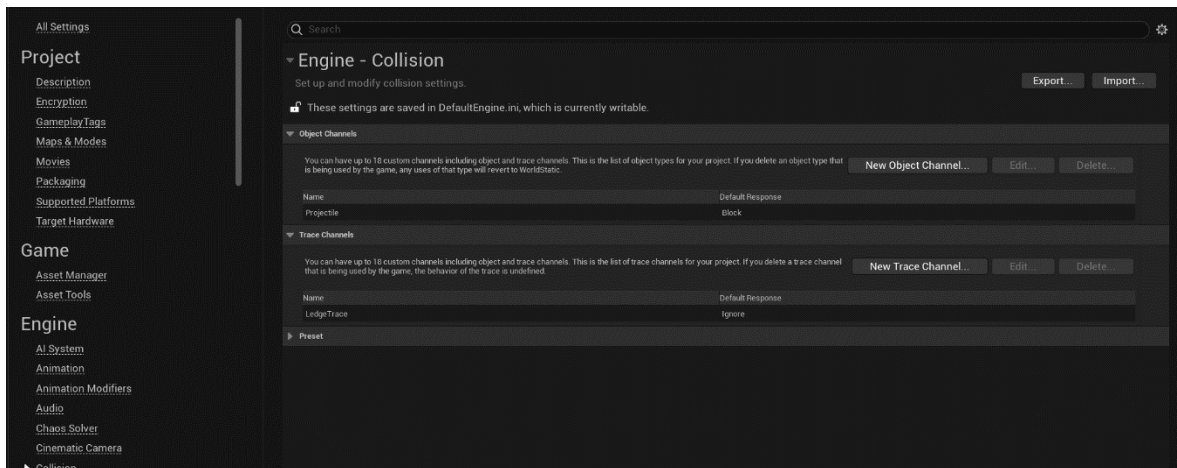 All Settings
Project
Description
Encryption
GameplayTags
Maps & Modes
Movies
Packaging
Supported Platforms
Target Hardware
Game
Asset Manager
Asset Tools
Engine
AI System
Animation
Animation Modifiers
Audio
Chaos Solver
Cinematic Camera
Collision
Search
Engine - Collision
Set up and modify collision settings.
Export...
Import...
These settings are saved in DefaultEngine.ini, which is currently writable.
Object Channels
You can have up to 18 custom channels including object and trace channels. This is the list of object types for your project. If you delete an object type that
is being used by the game, any uses of that type will revert to WorldStatic.
New Object Channel...
Edit...
Delete...
Name Default Response
Projectile Block
Trace Channels
You can have up to 18 custom channels including object and trace channels. This is the list of trace channels for your project. If you delete a trace channel
that is being used by the game, the behavior of the trace is undefined.
New Trace Channel...
Edit...
Delete...
Name Default Response
LedgeTrace Ignore
Preset